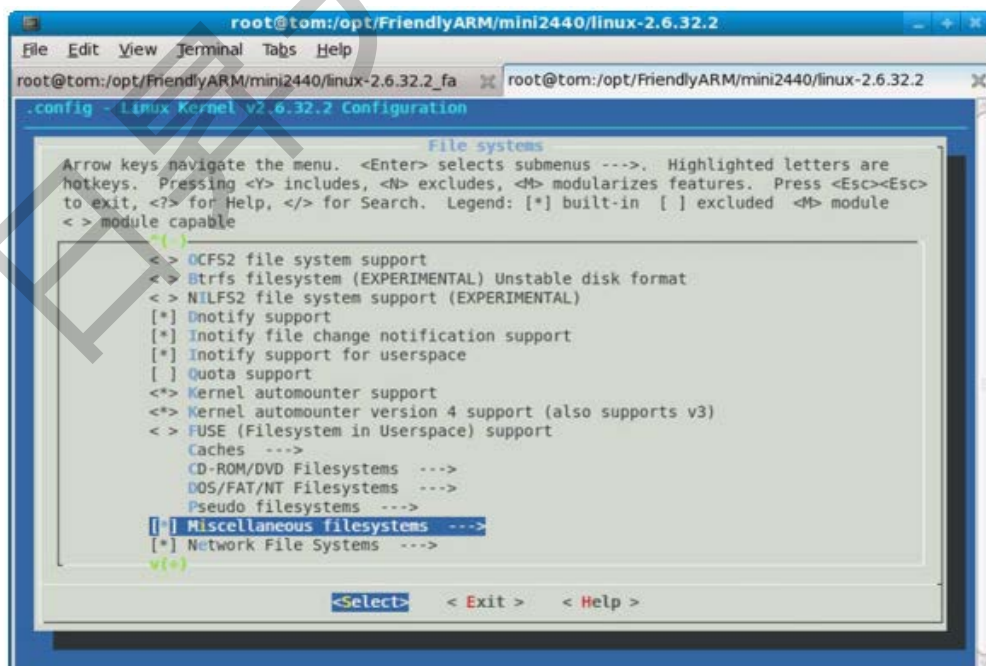 root@tom:/opt/FriendlyARM/mini2440/linux-2.6.32.2
File Edit View Terminal Tabs Help
root@tom:/opt/FriendlyARM/mini2440/linux-2.6.32.2_fa root@tom:/opt/FriendlyARM/mini2440/linux-2.6.32.2
.config - Linux Kernel v2.6.32.2 Configuration
File systems
Arrow keys navigate the menu. <Enter> selects submenus --->. Highlighted letters are
hotkeys. Pressing <Y> includes, <N> excludes, <M> modularizes features. Press <Esc><Esc>
to exit, <?> for Help, </> for Search. Legend: [*] built-in [ ] excluded <M> module
< > module capable
^(-)
< > OCFS2 file system support
< > Btrfs filesystem (EXPERIMENTAL) Unstable disk format
< > NILFS2 file system support (EXPERIMENTAL)
[*] Dnotify support
[*] Inotify file change notification support
[*] Inotify support for userspace
[ ] Quota support
<*> Kernel automounter support
<*> Kernel automounter version 4 support (also supports v3)
< > FUSE (Filesystem in Userspace) support
Caches --->
CD-ROM/DVD Filesystems --->
DOS/FAT/NT Filesystems --->
Pseudo filesystems --->
[*] Miscellaneous filesystems --->
[*] Network File Systems --->
v(+)
<Select> < Exit > < Help >